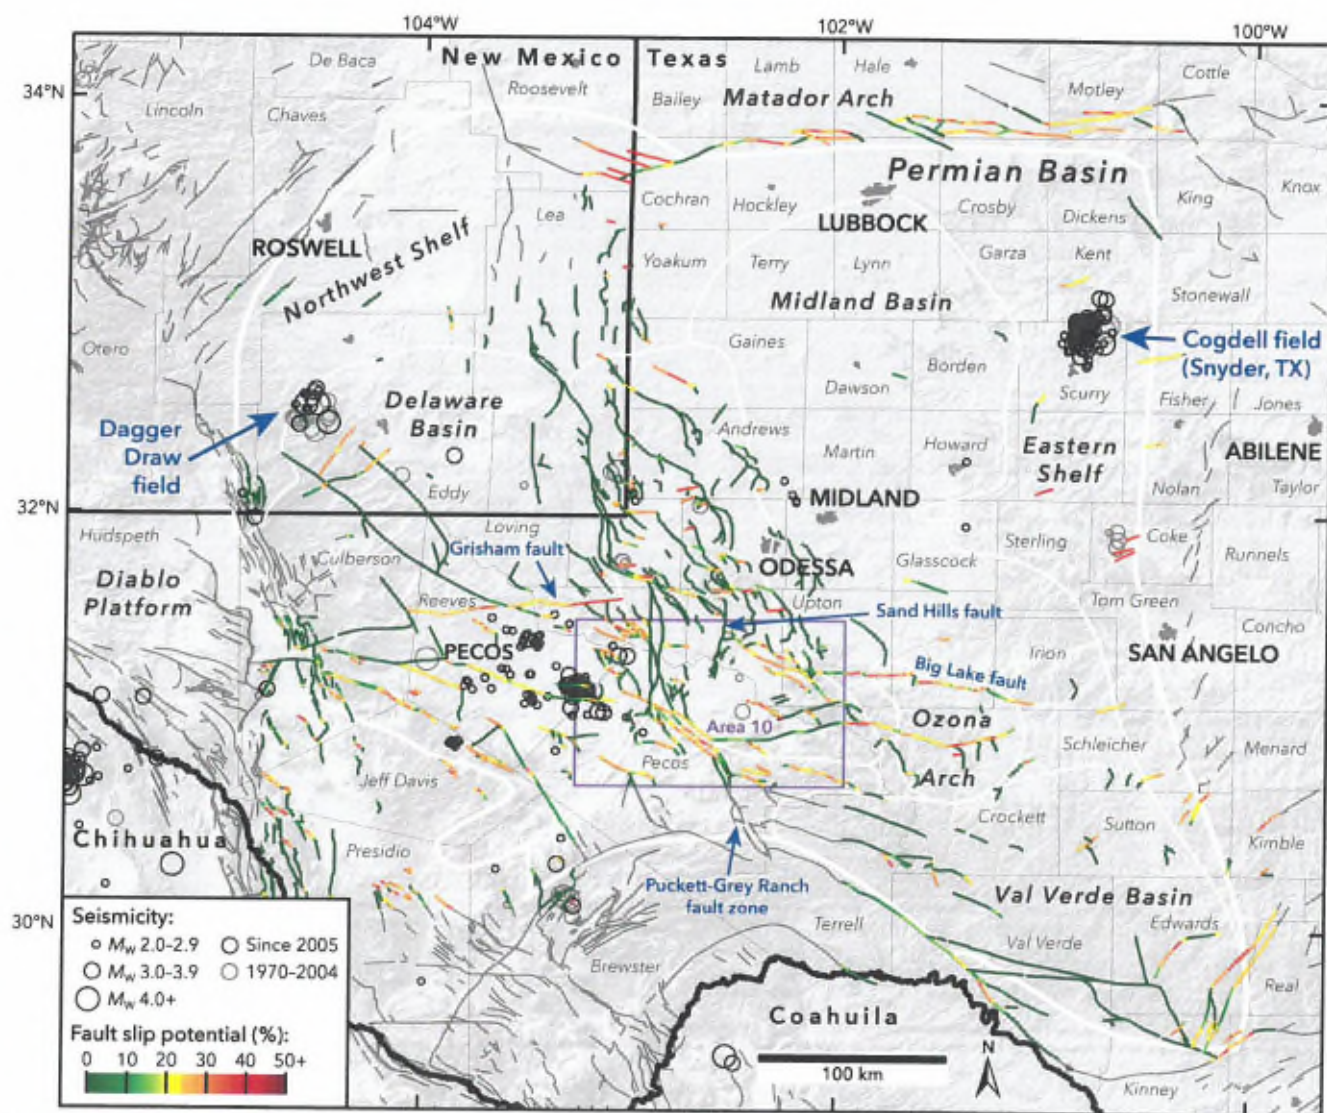 104°W
102°W
100°W
34°N
32°N
30°N
New Mexico
Texas
De Baca
Roosevelt
Lamb
Hale
Cottle
Motley
Bailey
Matador Arch
Lincoln
Chaves
Permian Basin
Lea
Cochran
Hockley
LUBBOCK
Crosby
Dickens
King
Knox
ROSWELL
Northwest Shelf
Yoakum
Terry
Lynn
Garza
Kent
Midland Basin
Stonewall
Otero
Gaines
Cogdell field
(Snyder, TX)
Borden
Dawson
Scurry
Fisher
Jones
Delaware
Basin
Dagger
Draw
field
Andrews
Martin
Howard
Eastern
Shelf
ABILENE
Eddy
MIDLAND
Nolan
Taylor
Hudspeth
Loving
Culberson
Grisham fault
Diablo
Platform
ODESSA
Glasscock
Sterling
Coke
Runnels
Reeves
Upton
Sand Hills fault
Tom Green
Concho
PECOS
Irion
SAN ANGELO
Big Lake fault
Area 10
Ozona
Arch
Schleicher
Menard
Pecos
Jeff Davis
Crockett
Sutton
Kimble
Chihuahua
Presidio
Puckett-Grey Ranch
fault zone
Val Verde Basin
Terrell
Val Verde
Edwards
Brewster
Real
Coahuila
Kinney
N
100 km
Seismicity:
Mw 2.0-2.9
Since 2005
Mw 3.0-3.9
1970-2004
Mw 4.0+
Fault slip potential (%):
0 10 20 30 40 50+